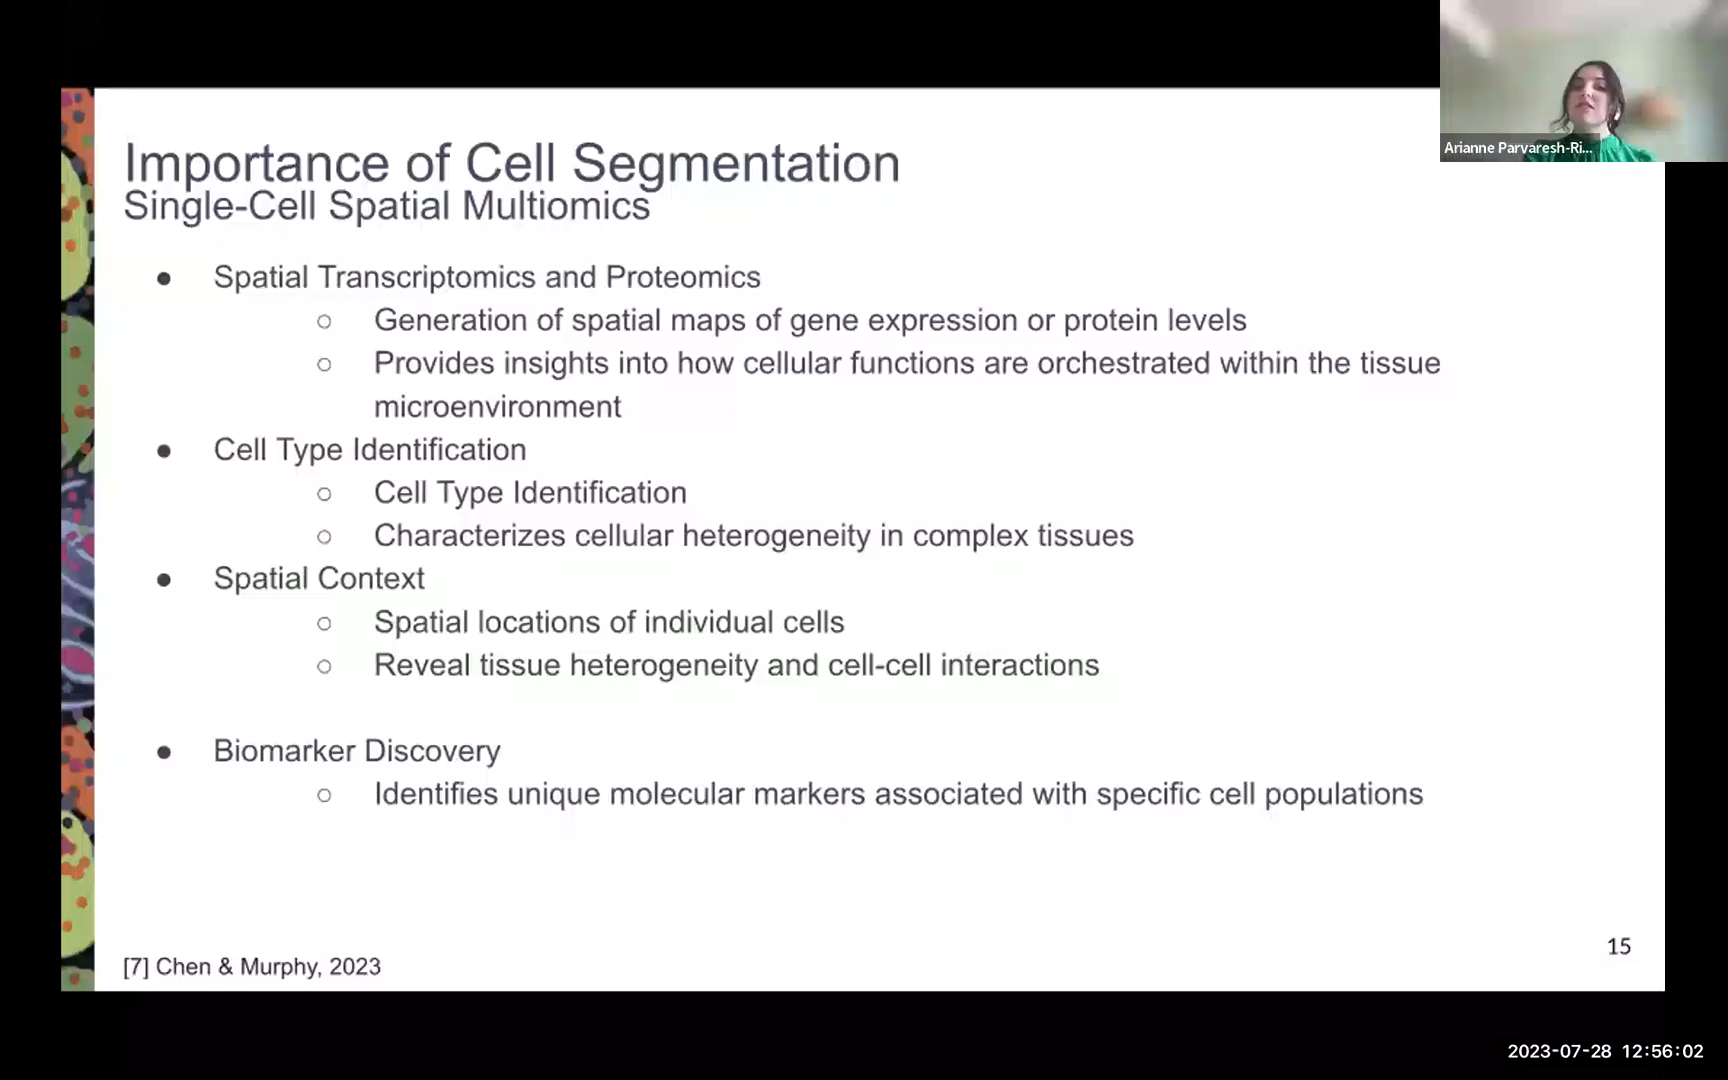 Arianne Parvaresh-Ri...
Importance of Cell Segmentation
Single-Cell Spatial Multiomics
● Spatial Transcriptomics and Proteomics
○ Generation of spatial maps of gene expression or protein levels
○ Provides insights into how cellular functions are orchestrated within the tissue
microenvironment
● Cell Type Identification
○ Cell Type Identification
○ Characterizes cellular heterogeneity in complex tissues
● Spatial Context
○ Spatial locations of individual cells
○ Reveal tissue heterogeneity and cell-cell interactions
● Biomarker Discovery
○ Identifies unique molecular markers associated with specific cell populations
15
[7] Chen & Murphy, 2023
2023-07-28 12:56:02